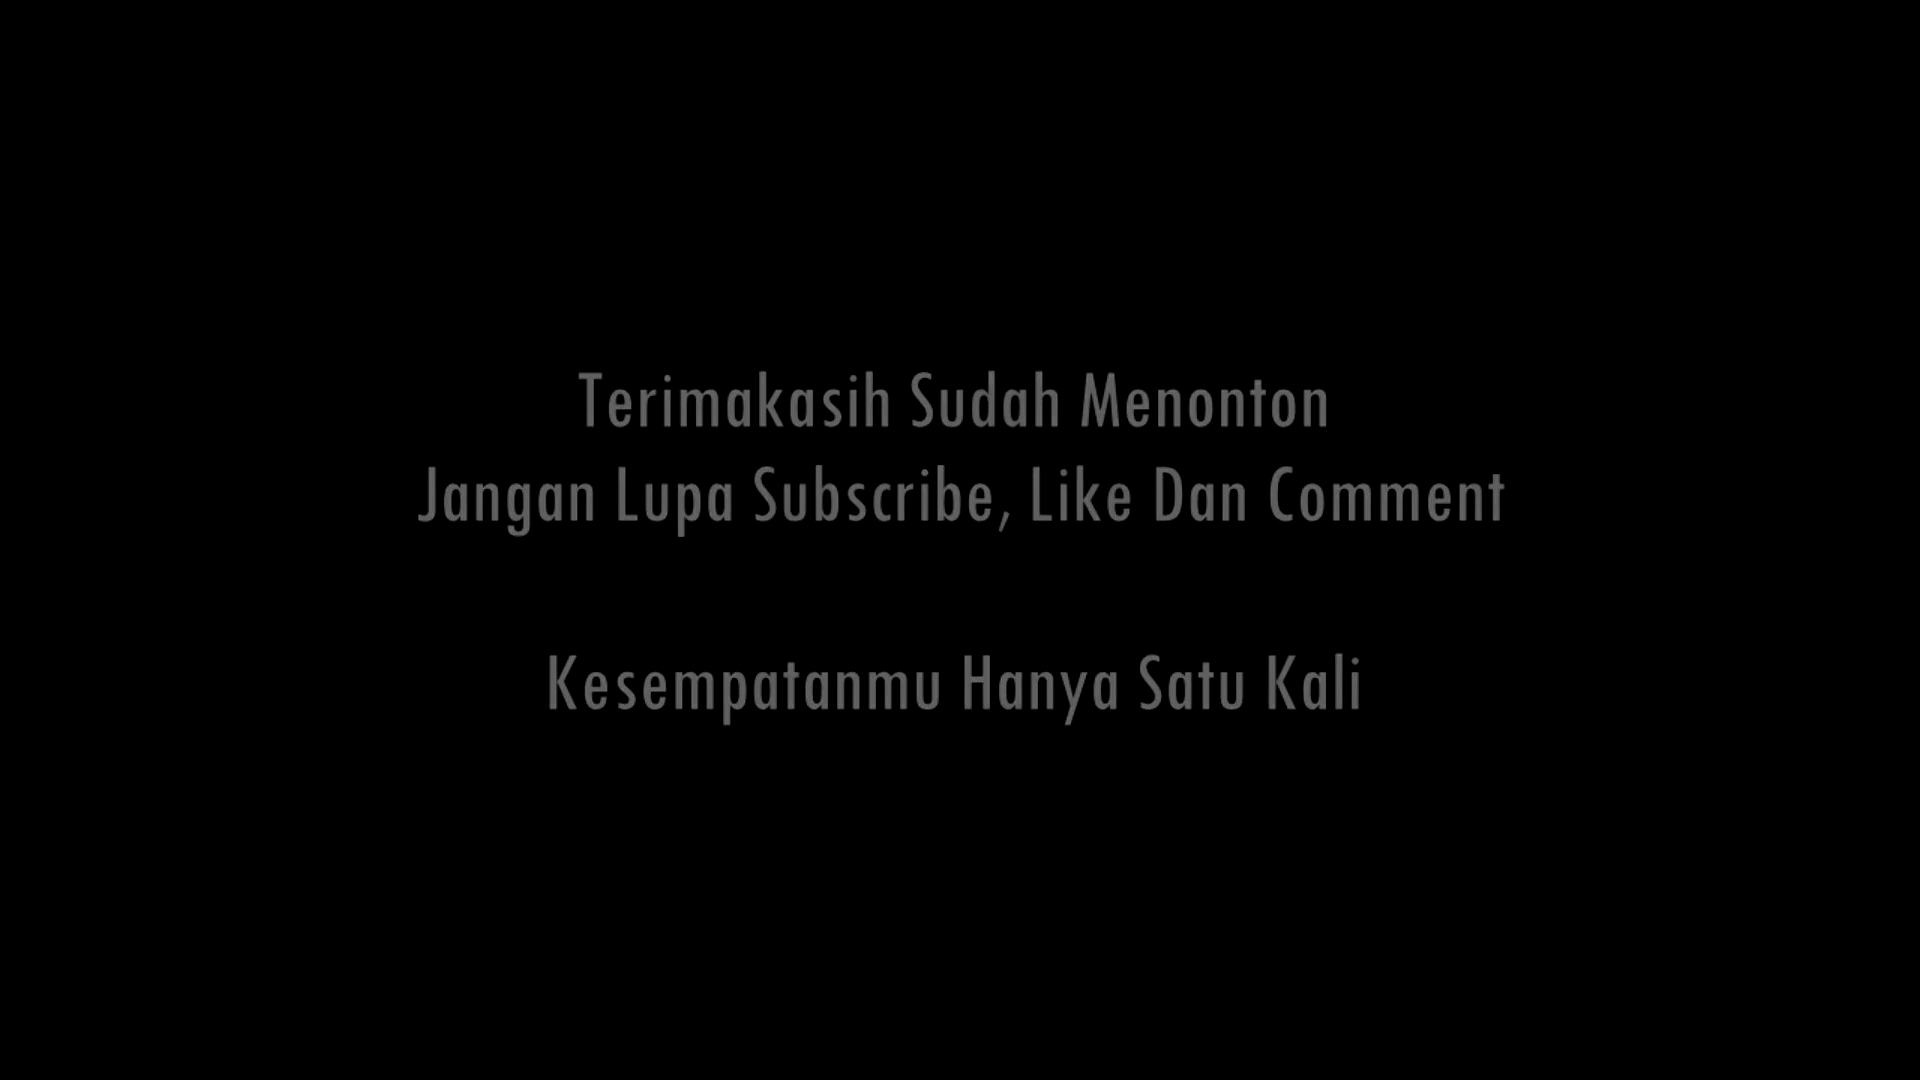 Terimakasih Sudah Menonton
Jangan Lupa Subscribe, Like Dan Comment
Kesempatanmu Hanya Satu Kali